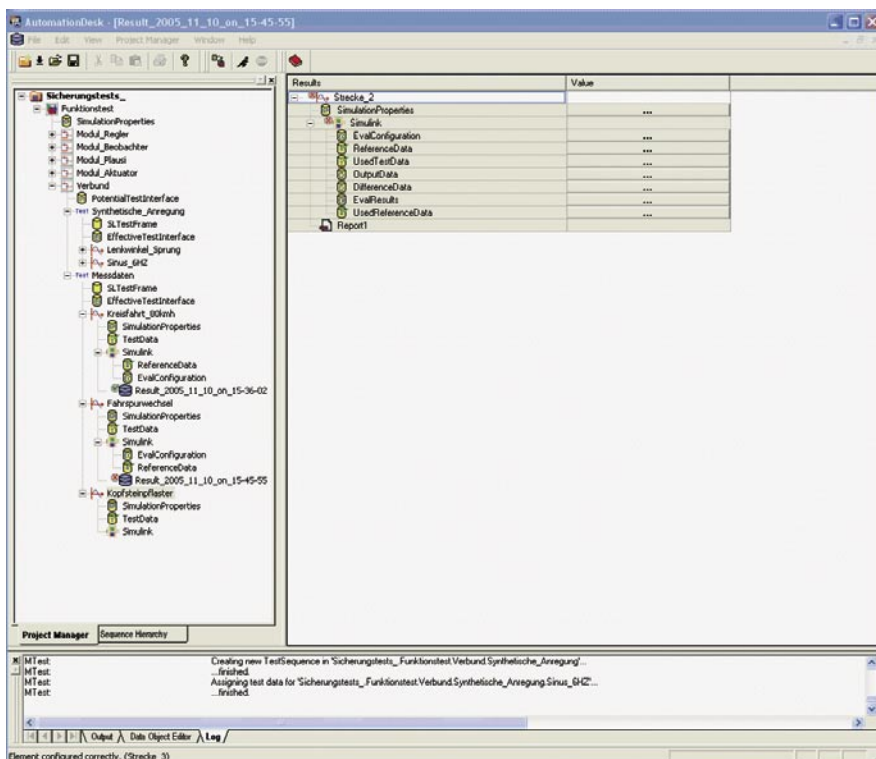 AutomationDesk - [Result_2005_11_10_on_15-45-55]
File Edit View Project Manager Window Help
Sicherungstests_
Funktionstest
SimulationProperties
Modul_Regler
Modul_Beobachter
Modul_Plausi
Modul_Aktuator
Verbund
PotentialTestInterface
Test Synthetische_Anregung
SLTestFrame
EffectiveTestInterface
Lenkwinkel_Sprung
Sinus_6HZ
Test Messdaten
SLTestFrame
EffectiveTestInterface
Kreisfahrt_80kmh
SimulationProperties
TestData
Simulink
ReferenceData
EvalConfiguration
Result_2005_11_10_on_15-36-02
Fahrspurwechsel
SimulationProperties
TestData
Simulink
EvalConfiguration
ReferenceData
Result_2005_11_10_on_15-45-55
Kopfsteinpflaster
SimulationProperties
TestData
Simulink
Project Manager Sequence Hierarchy
Results Value
Strecke_2
SimulationProperties ...
Simulink
EvalConfiguration ...
ReferenceData ...
UsedTestData ...
OutputData ...
DifferenceData ...
EvalResults ...
UsedReferenceData ...
Report1
MTest: Creating new TestSequence in 'Sicherungstests_.Funktionstest.Verbund.Synthetische_Anregung'...
MTest: ...finished.
MTest: Assigning test data for 'Sicherungstests_.Funktionstest.Verbund.Synthetische_Anregung.Sinus_6HZ'...
MTest: ...finished.
Output Data Object Editor Log
Element configured correctly. (Strecke_3)